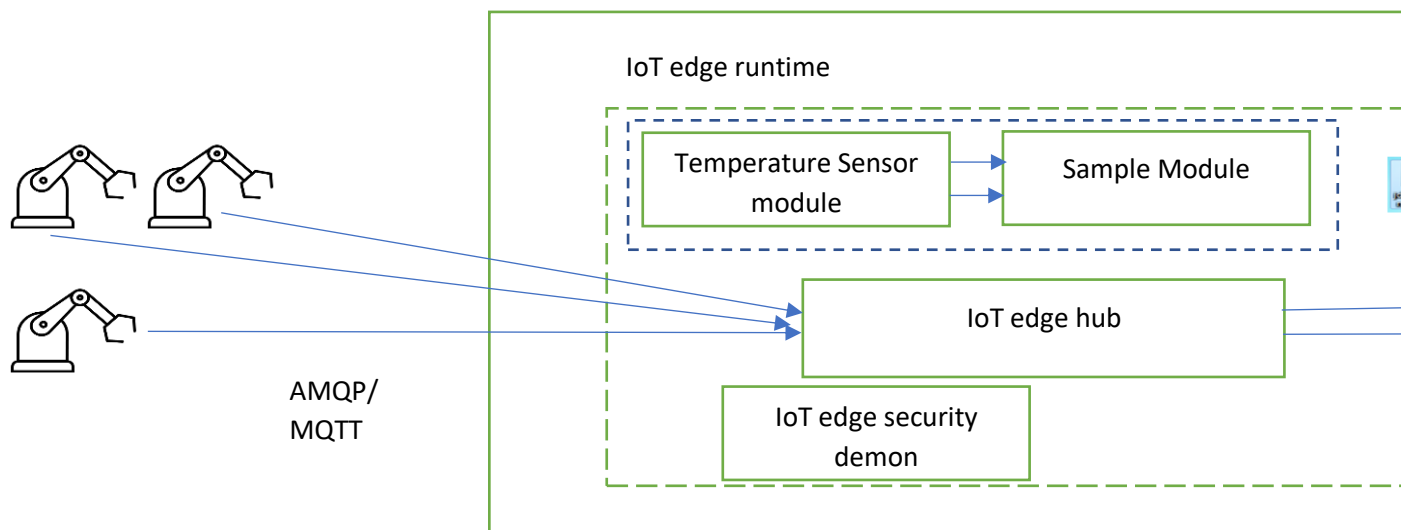 IoT edge runtime
Temperature Sensor
module
Sample Module
IoT edge hub
AMQP/
MQTT
IoT edge security
demon